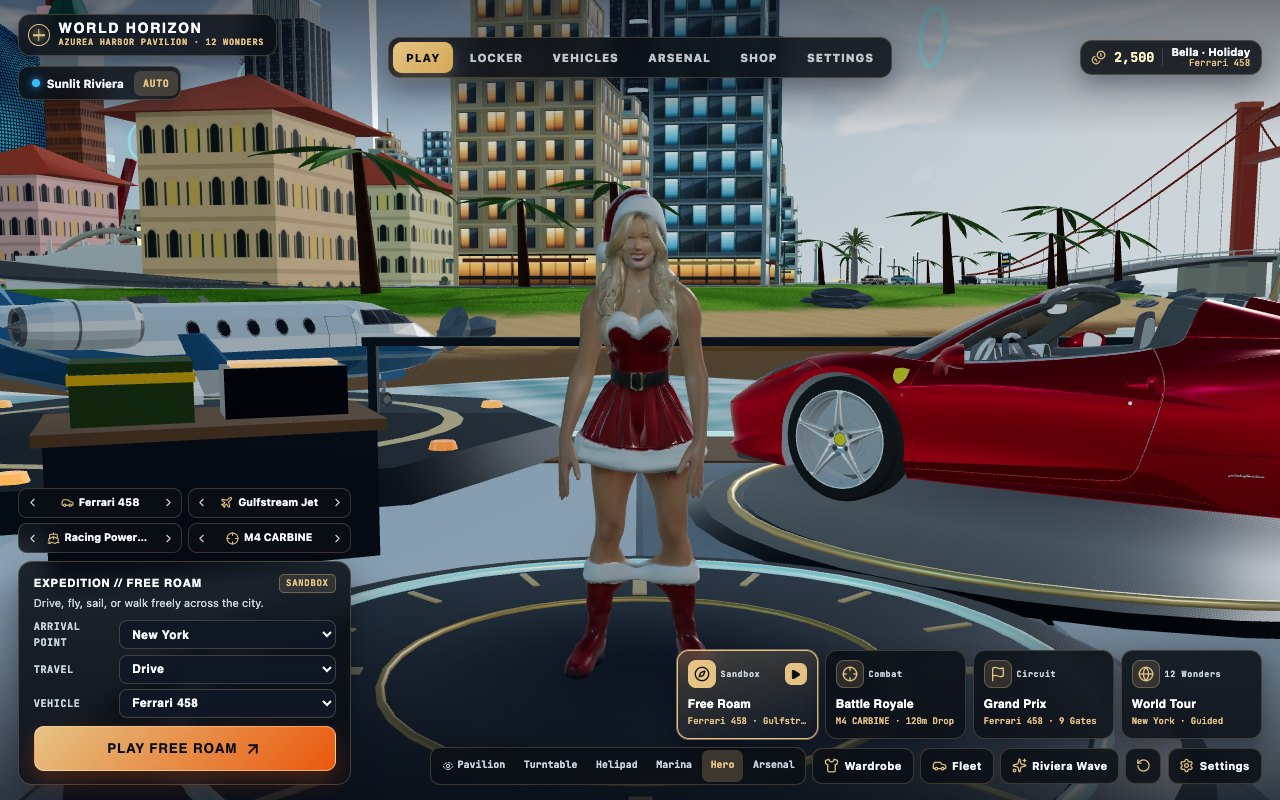 WORLD HORIZON
AZUREA HARBOR PAVILION · 12 WONDERS
Sunlit Riviera AUTO
PLAY LOCKER VEHICLES ARSENAL SHOP SETTINGS
2,500
Bella · Holiday
Ferrari 458
Ferrari 458
Gulfstream Jet
Racing Power...
M4 CARBINE
EXPEDITION // FREE ROAM
SANDBOX
Drive, fly, sail, or walk freely across the city.
ARRIVAL POINT New York
TRAVEL Drive
VEHICLE Ferrari 458
PLAY FREE ROAM
Sandbox
Free Roam
Ferrari 458 · Gulfstr...
Combat
Battle Royale
M4 CARBINE · 120m Drop
Circuit
Grand Prix
Ferrari 458 · 9 Gates
12 Wonders
World Tour
New York · Guided
Pavilion Turntable Helipad Marina Hero Arsenal
Wardrobe Fleet Riviera Wave Settings